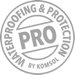 WATERPROOFING & PROTECTION
PRO
BY KOMSOL